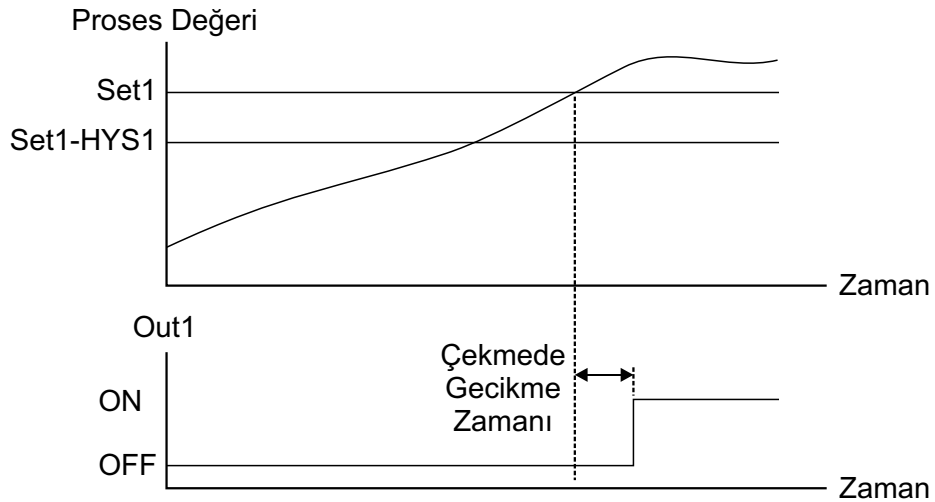 Proses Değeri
Set1
Set1-HYS1
Zaman
Out1
Çekmede
Gecikme
Zamanı
ON
OFF
Zaman